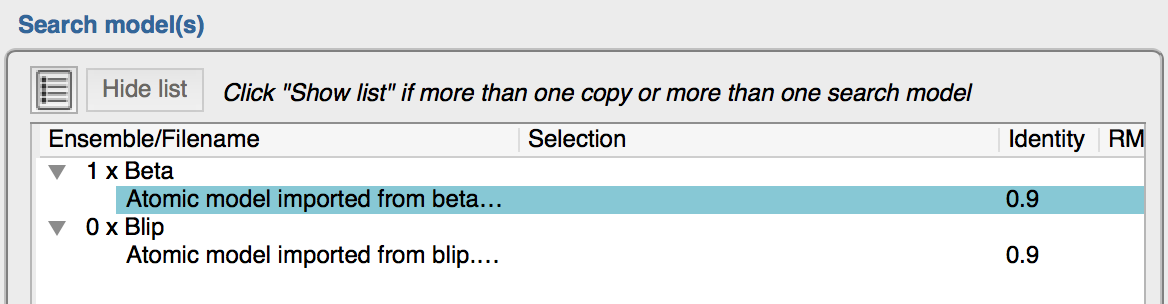 Search model(s)
Hide list Click "Show list" if more than one copy or more than one search model
Ensemble/Filename Selection Identity RM
1 x Beta
Atomic model imported from beta… 0.9
0 x Blip
Atomic model imported from blip.… 0.9